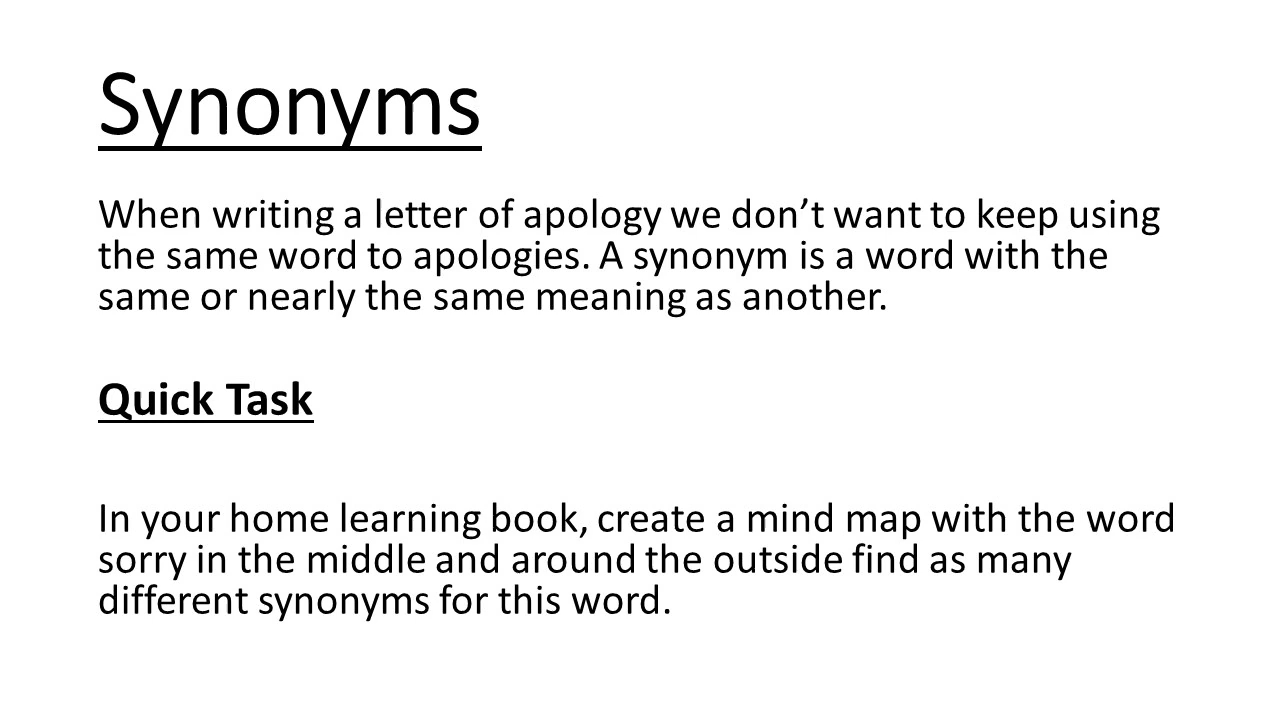 Synonyms
When writing a letter of apology we don’t want to keep using
the same word to apologies. A synonym is a word with the
same or nearly the same meaning as another.
Quick Task
In your home learning book, create a mind map with the word
sorry in the middle and around the outside find as many
different synonyms for this word.